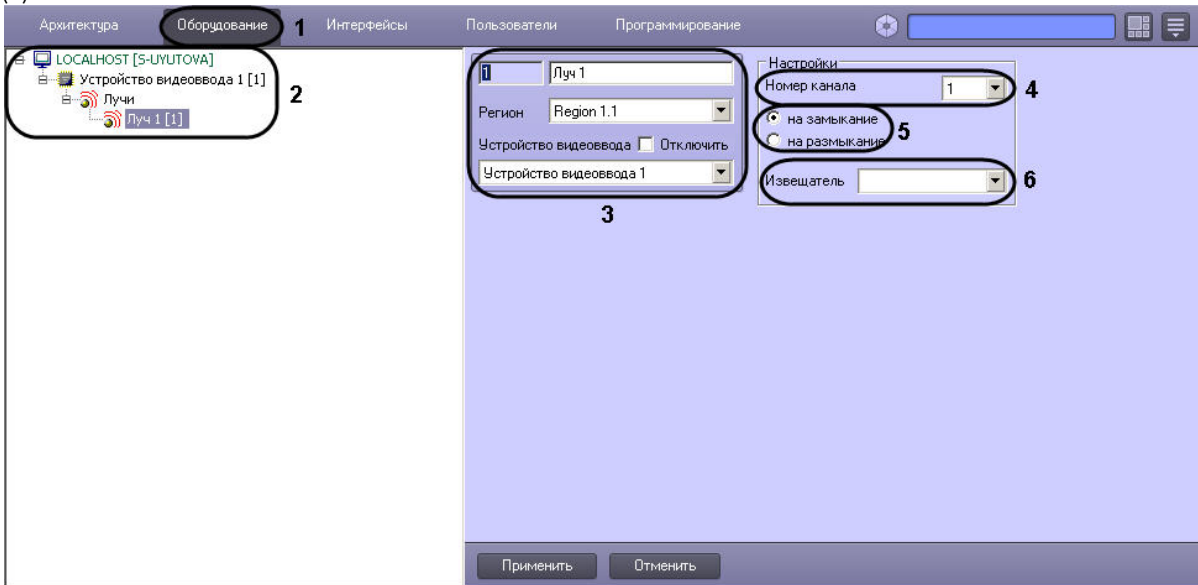 Архитектура Оборудование 1 Интерфейсы Пользователи Программирование
LOCALHOST [S-UYUTOVA]
Устройство видеоввода 1 [1]
Лучи
Луч 1 [1]
2
1 Луч 1
Регион Region 1.1
Устройство видеоввода Отключить
Устройство видеоввода 1
3
Настройки
Номер канала 1 4
на замыкание
на размыкание
5
Извещатель 6
Применить Отменить